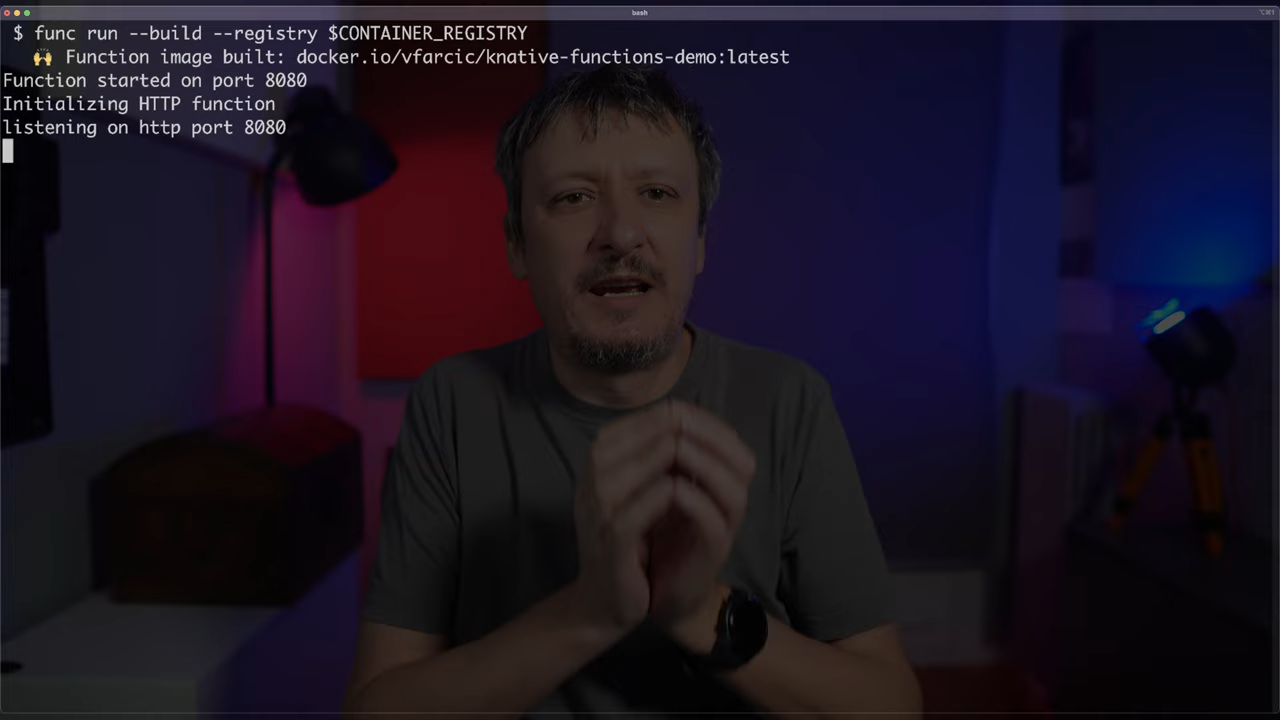 bash
$ func run --build --registry $CONTAINER_REGISTRY
🙌 Function image built: docker.io/vfarcic/knative-functions-demo:latest
Function started on port 8080
Initializing HTTP function
listening on http port 8080